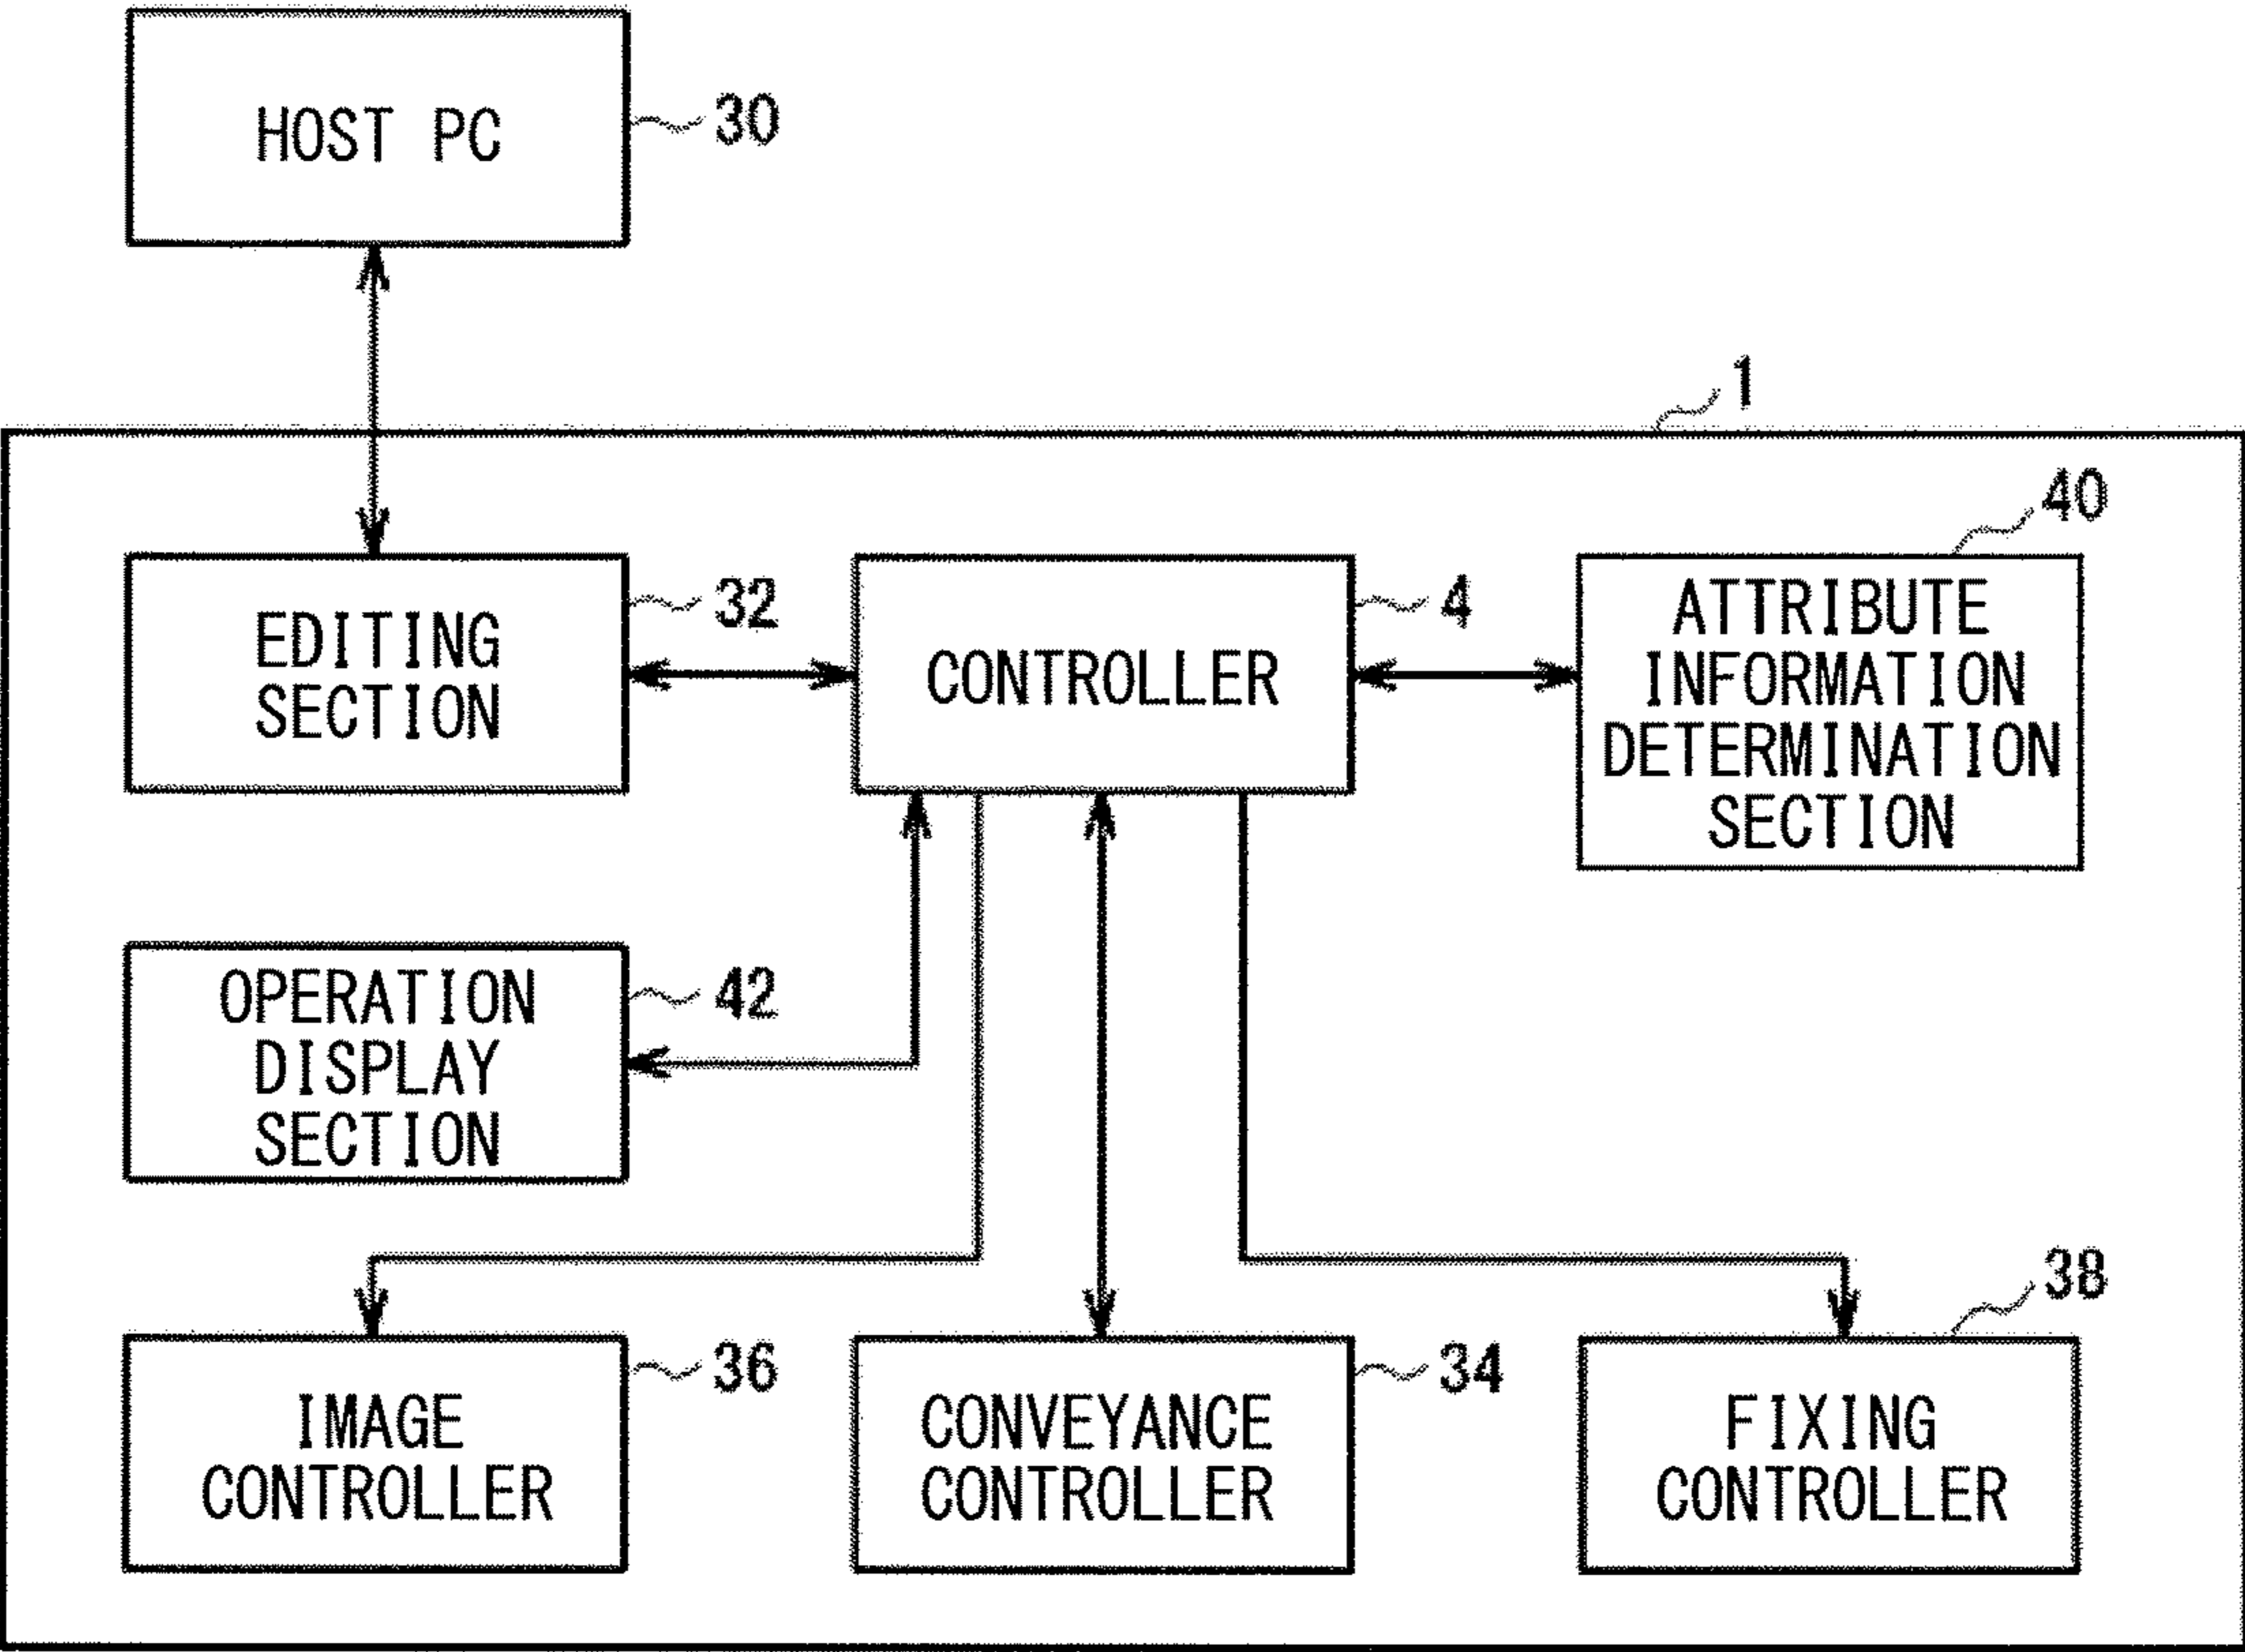 HOST PC
30
1
40
EDITING
SECTION
32
CONTROLLER
4
ATTRIBUTE
INFORMATION
DETERMINATION
SECTION
OPERATION
DISPLAY
SECTION
42
38
IMAGE
CONTROLLER
36
CONVEYANCE
CONTROLLER
34
FIXING
CONTROLLER